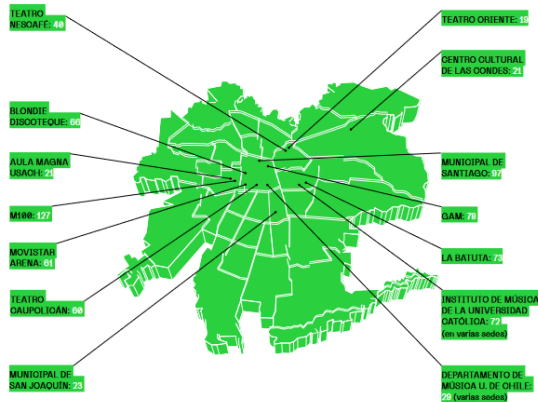 TEATRO
NESCAFÉ: 40
BLONDIE
DISCOTEQUE: 66
AULA MAGNA
USACH: 21
M100: 127
MOVISTAR
ARENA: 61
TEATRO
CAUPOLICÁN: 60
MUNICIPAL DE
SAN JOAQUÍN: 23
TEATRO ORIENTE: 19
CENTRO CULTURAL
DE LAS CONDES: 21
MUNICIPAL DE
SANTIAGO: 97
GAM: 78
LA BATUTA: 73
INSTITUTO DE MÚSICA
DE LA UNIVERSIDAD
CATÓLICA: 72
(en varias sedes)
DEPARTAMENTO DE
MÚSICA U. DE CHILE:
29 (varias sedes)